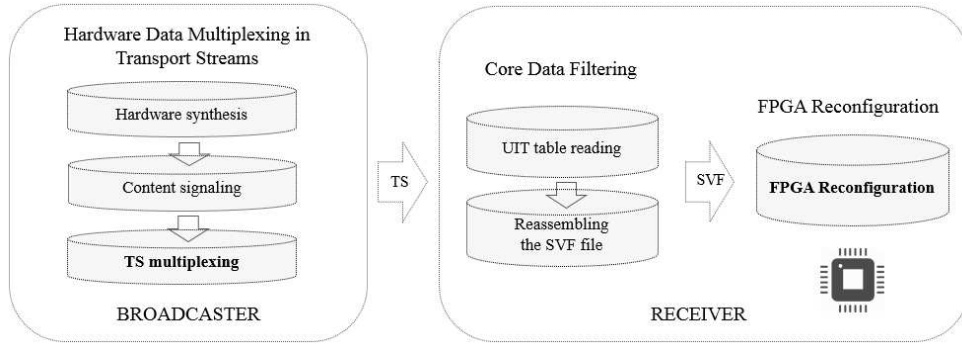 Hardware Data Multiplexing in
Transport Streams
Hardware synthesis
Content signaling
TS multiplexing
BROADCASTER
TS
Core Data Filtering
UIT table reading
Reassembling
the SVF file
SVF
FPGA Reconfiguration
FPGA Reconfiguration
RECEIVER